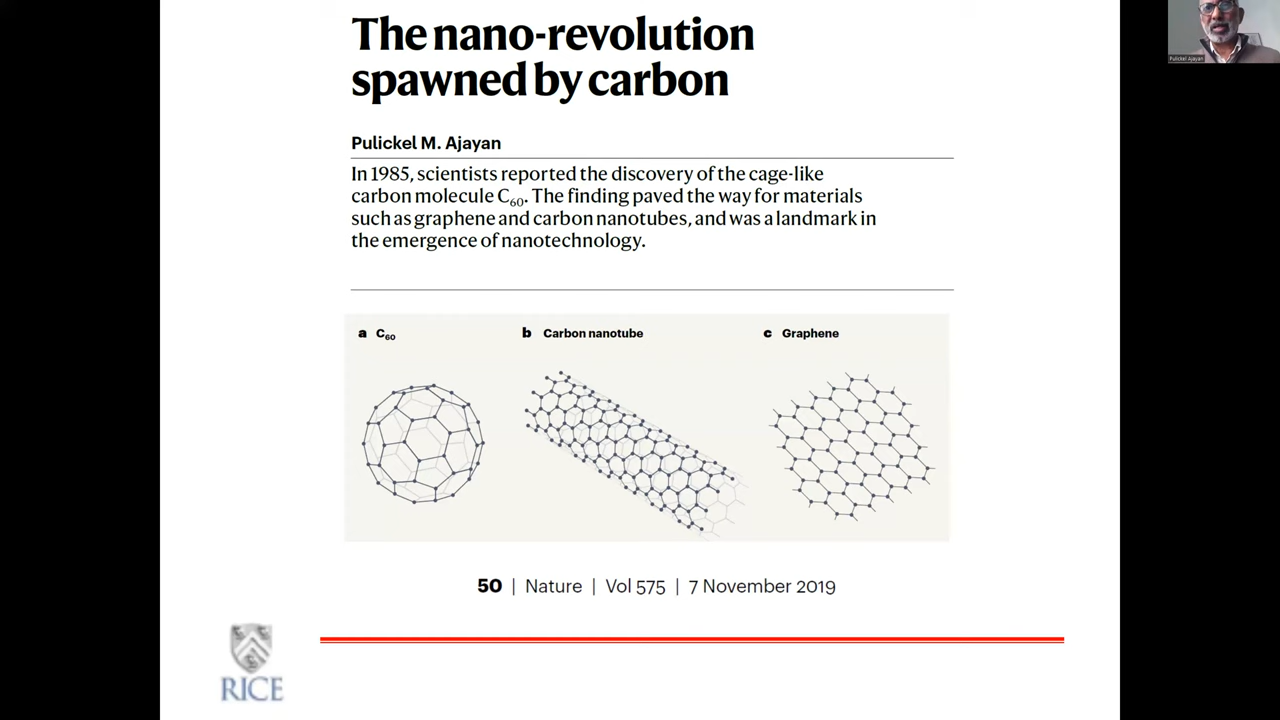 The nano-revolution
spawned by carbon
Pulickel M. Ajayan
In 1985, scientists reported the discovery of the cage-like
carbon molecule C₆₀. The finding paved the way for materials
such as graphene and carbon nanotubes, and was a landmark in
the emergence of nanotechnology.
a C₆₀
b Carbon nanotube
c Graphene
50 | Nature | Vol 575 | 7 November 2019
RICE
Pulickel Ajayan